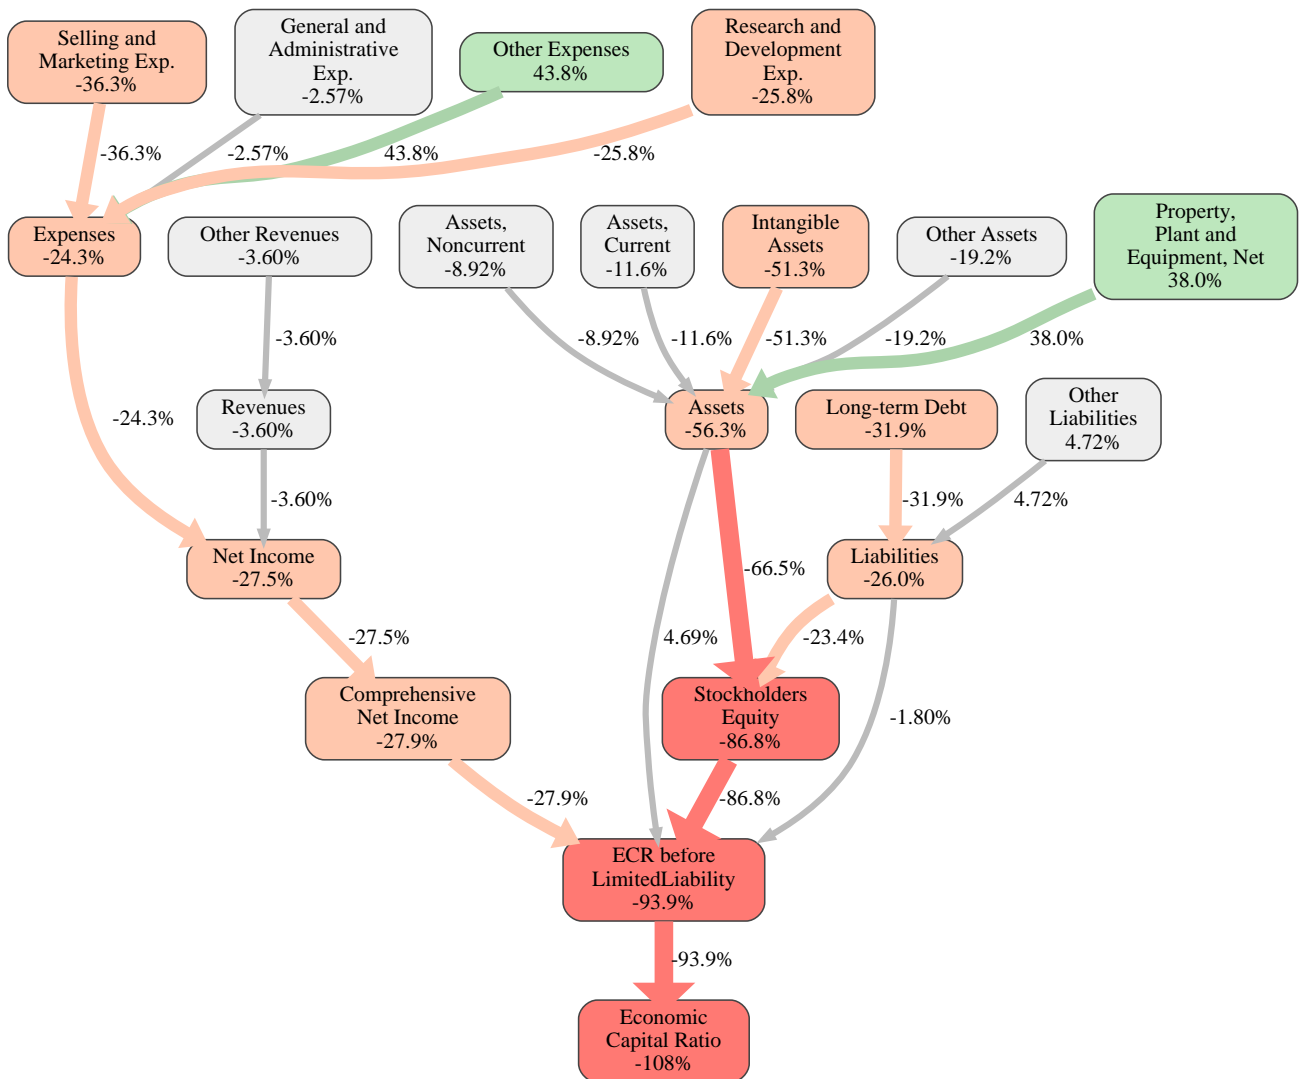 Selling and
Marketing Exp.
-36.3%
General and
Administrative
Exp.
-2.57%
Other Expenses
43.8%
Research and
Development
Exp.
-25.8%
-36.3%
-2.57%
43.8%
-25.8%
Expenses
-24.3%
Other Revenues
-3.60%
Assets,
Noncurrent
-8.92%
Assets,
Current
-11.6%
Intangible
Assets
-51.3%
Other Assets
-19.2%
Property,
Plant and
Equipment, Net
38.0%
-3.60%
-8.92%
-11.6%
-51.3%
-19.2%
38.0%
-24.3%
Revenues
-3.60%
Assets
-56.3%
Long-term Debt
-31.9%
Other
Liabilities
4.72%
-3.60%
-31.9%
4.72%
Net Income
-27.5%
-66.5%
Liabilities
-26.0%
-27.5%
4.69%
-23.4%
Comprehensive
Net Income
-27.9%
Stockholders
Equity
-86.8%
-1.80%
-27.9%
-86.8%
ECR before
LimitedLiability
-93.9%
-93.9%
Economic
Capital Ratio
-108%